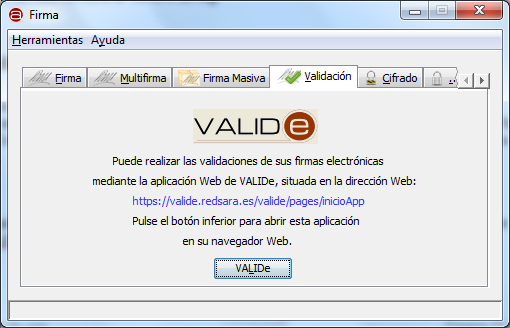 Firma
Herramientas Ayuda
Firma Multifirma Firma Masiva Validación Cifrado ...
VALIDe
Puede realizar las validaciones de sus firmas electrónicas
mediante la aplicación Web de VALIDe, situada en la dirección Web:
https://valide.redsara.es/valide/pages/inicioApp
Pulse el botón inferior para abrir esta aplicación
en su navegador Web.
VALIDe